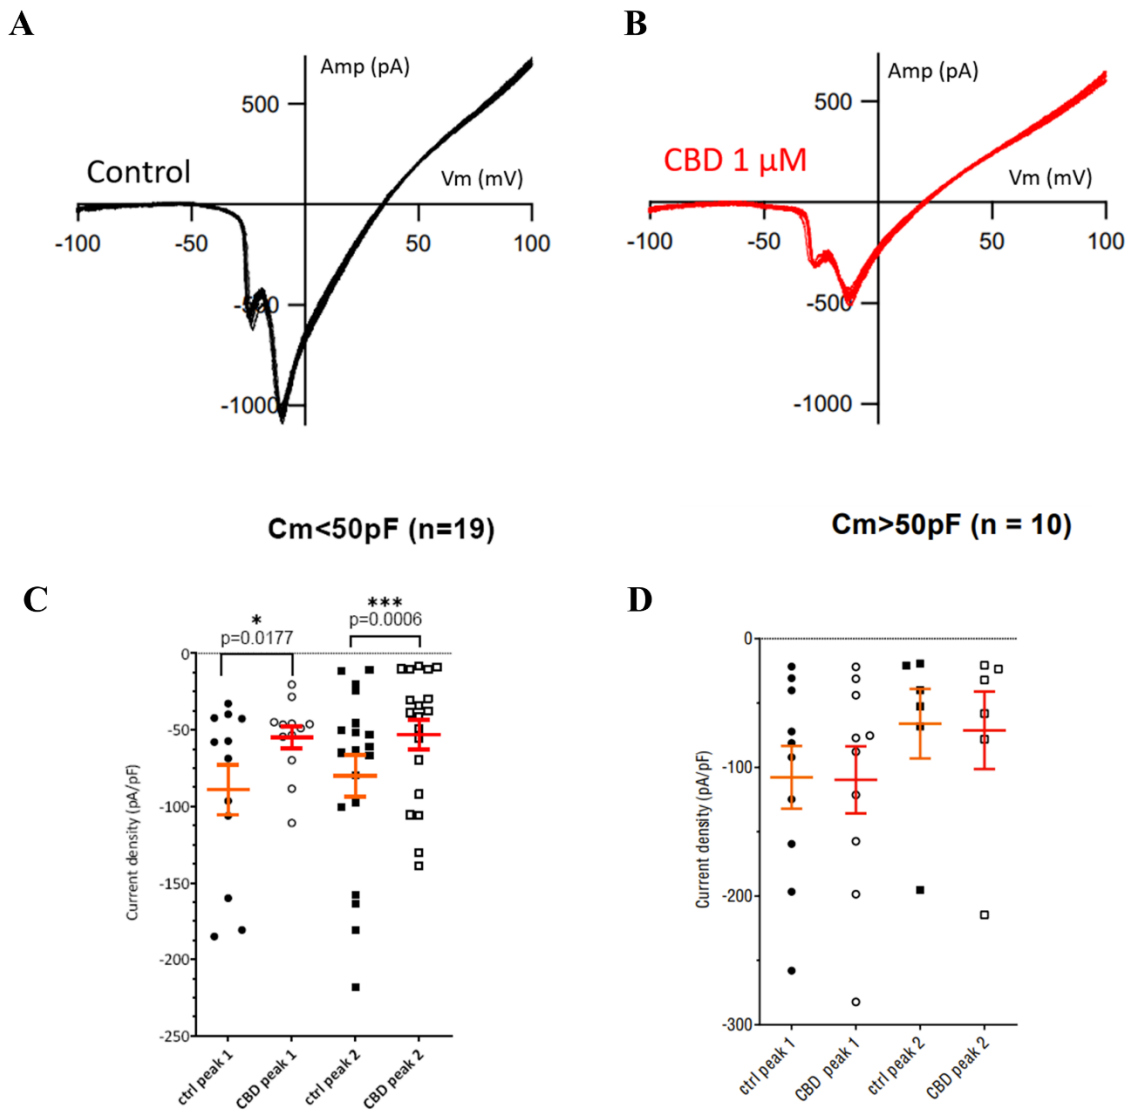 A
B
Amp (pA)
Amp (pA)
500
500
Control
CBD 1 µM
Vm (mV)
Vm (mV)
-100
-50
50
100
-100
-50
50
100
-500
-500
-1000
-1000
Cm<50pF (n=19)
Cm>50pF (n = 10)
C
D
*
p=0.0177
***
p=0.0006
0
-50
-100
-150
-200
-250
Current density (pA/pF)
ctrl peak 1
CBD peak 1
ctrl peak 2
CBD peak 2
0
-100
-200
-300
Current density (pA/pF)
ctrl peak 1
CBD peak 1
ctrl peak 2
CBD peak 2